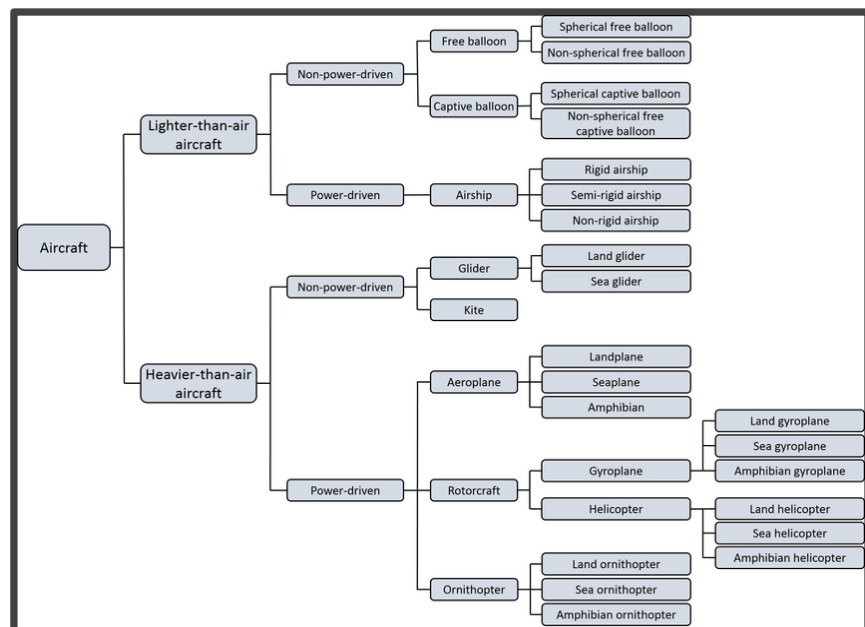 Spherical free balloon
Free balloon
Non-spherical free balloon
Non-power-driven
Spherical captive balloon
Captive balloon
Non-spherical free
captive balloon
Lighter-than-air
aircraft
Rigid airship
Power-driven
Airship
Semi-rigid airship
Non-rigid airship
Aircraft
Land glider
Glider
Sea glider
Non-power-driven
Kite
Heavier-than-air
aircraft
Landplane
Aeroplane
Seaplane
Amphibian
Land gyroplane
Sea gyroplane
Gyroplane
Amphibian gyroplane
Power-driven
Rotorcraft
Helicopter
Land helicopter
Sea helicopter
Amphibian helicopter
Land ornithopter
Ornithopter
Sea ornithopter
Amphibian ornithopter